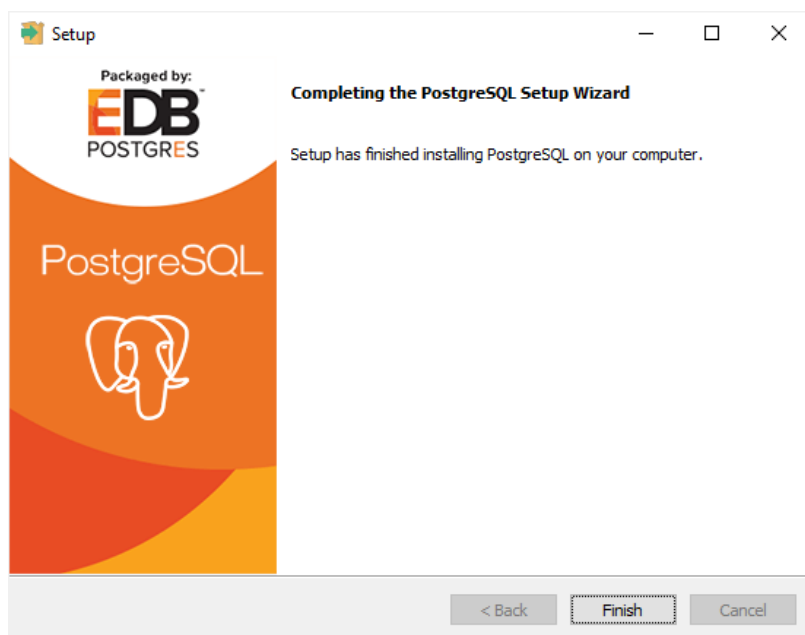 Setup
Packaged by:
EDB
POSTGRES
Completing the PostgreSQL Setup Wizard
Setup has finished installing PostgreSQL on your computer.
PostgreSQL
< Back
Finish
Cancel